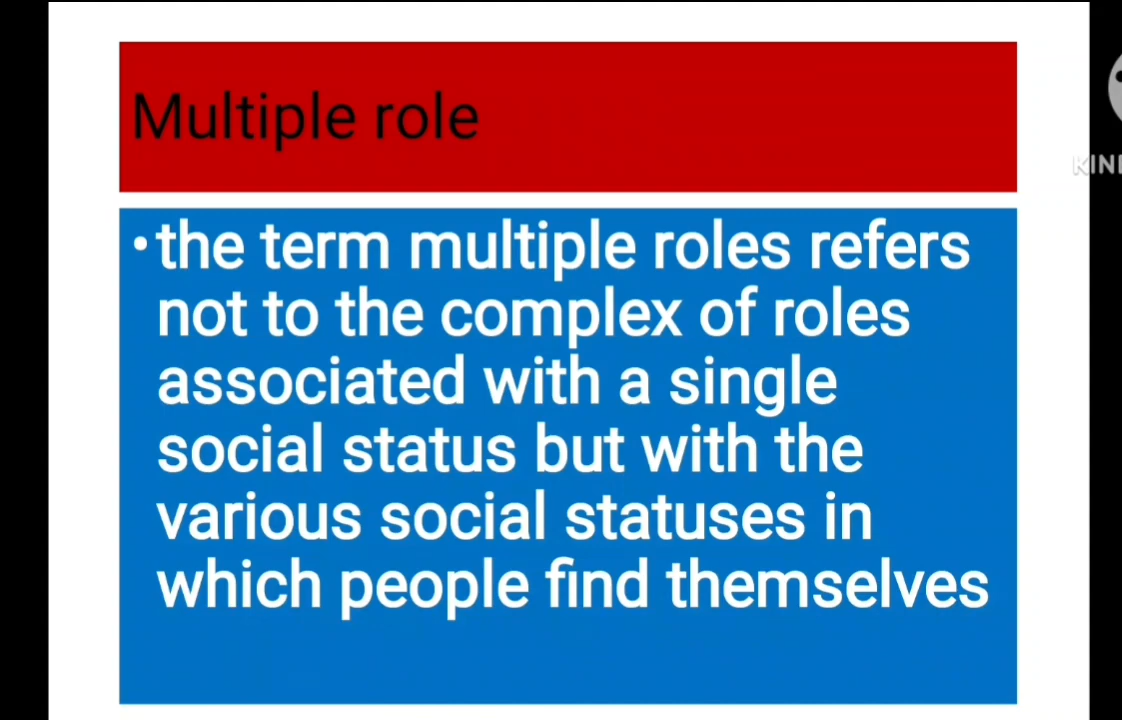 Multiple role
•the term multiple roles refers
not to the complex of roles
associated with a single
social status but with the
various social statuses in
which people find themselves